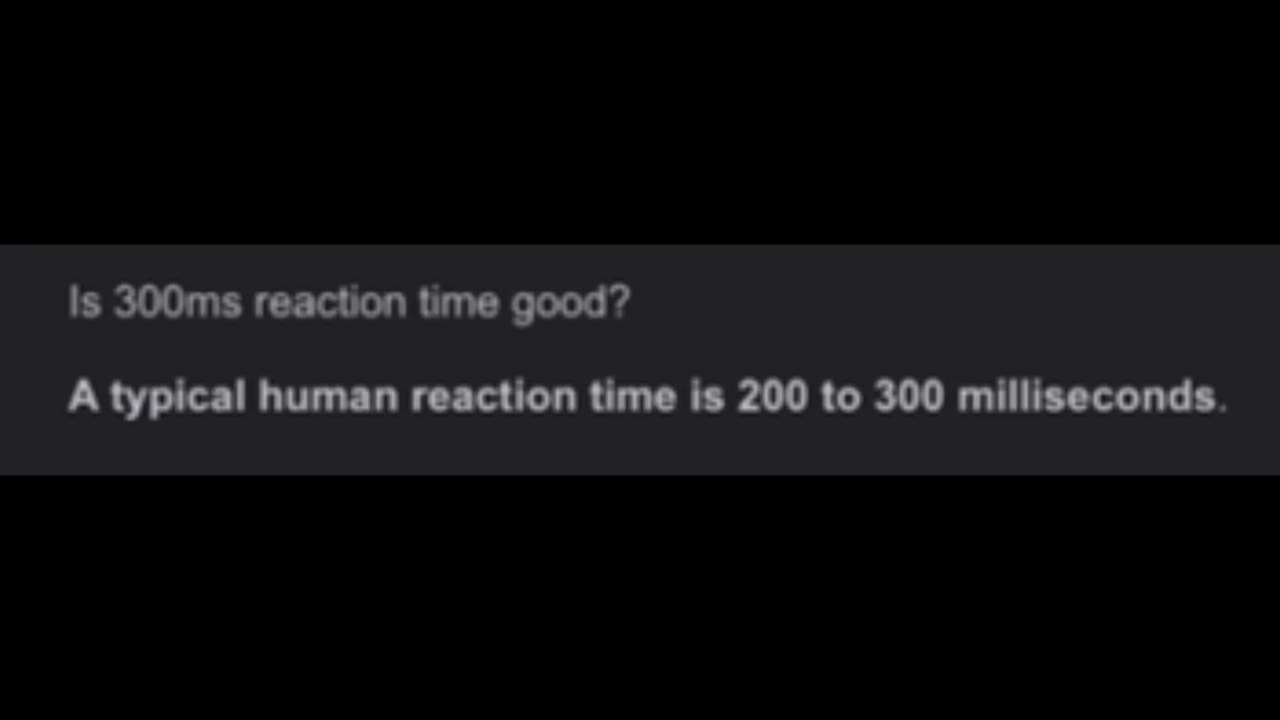 Is 300ms reaction time good?
A typical human reaction time is 200 to 300 milliseconds.